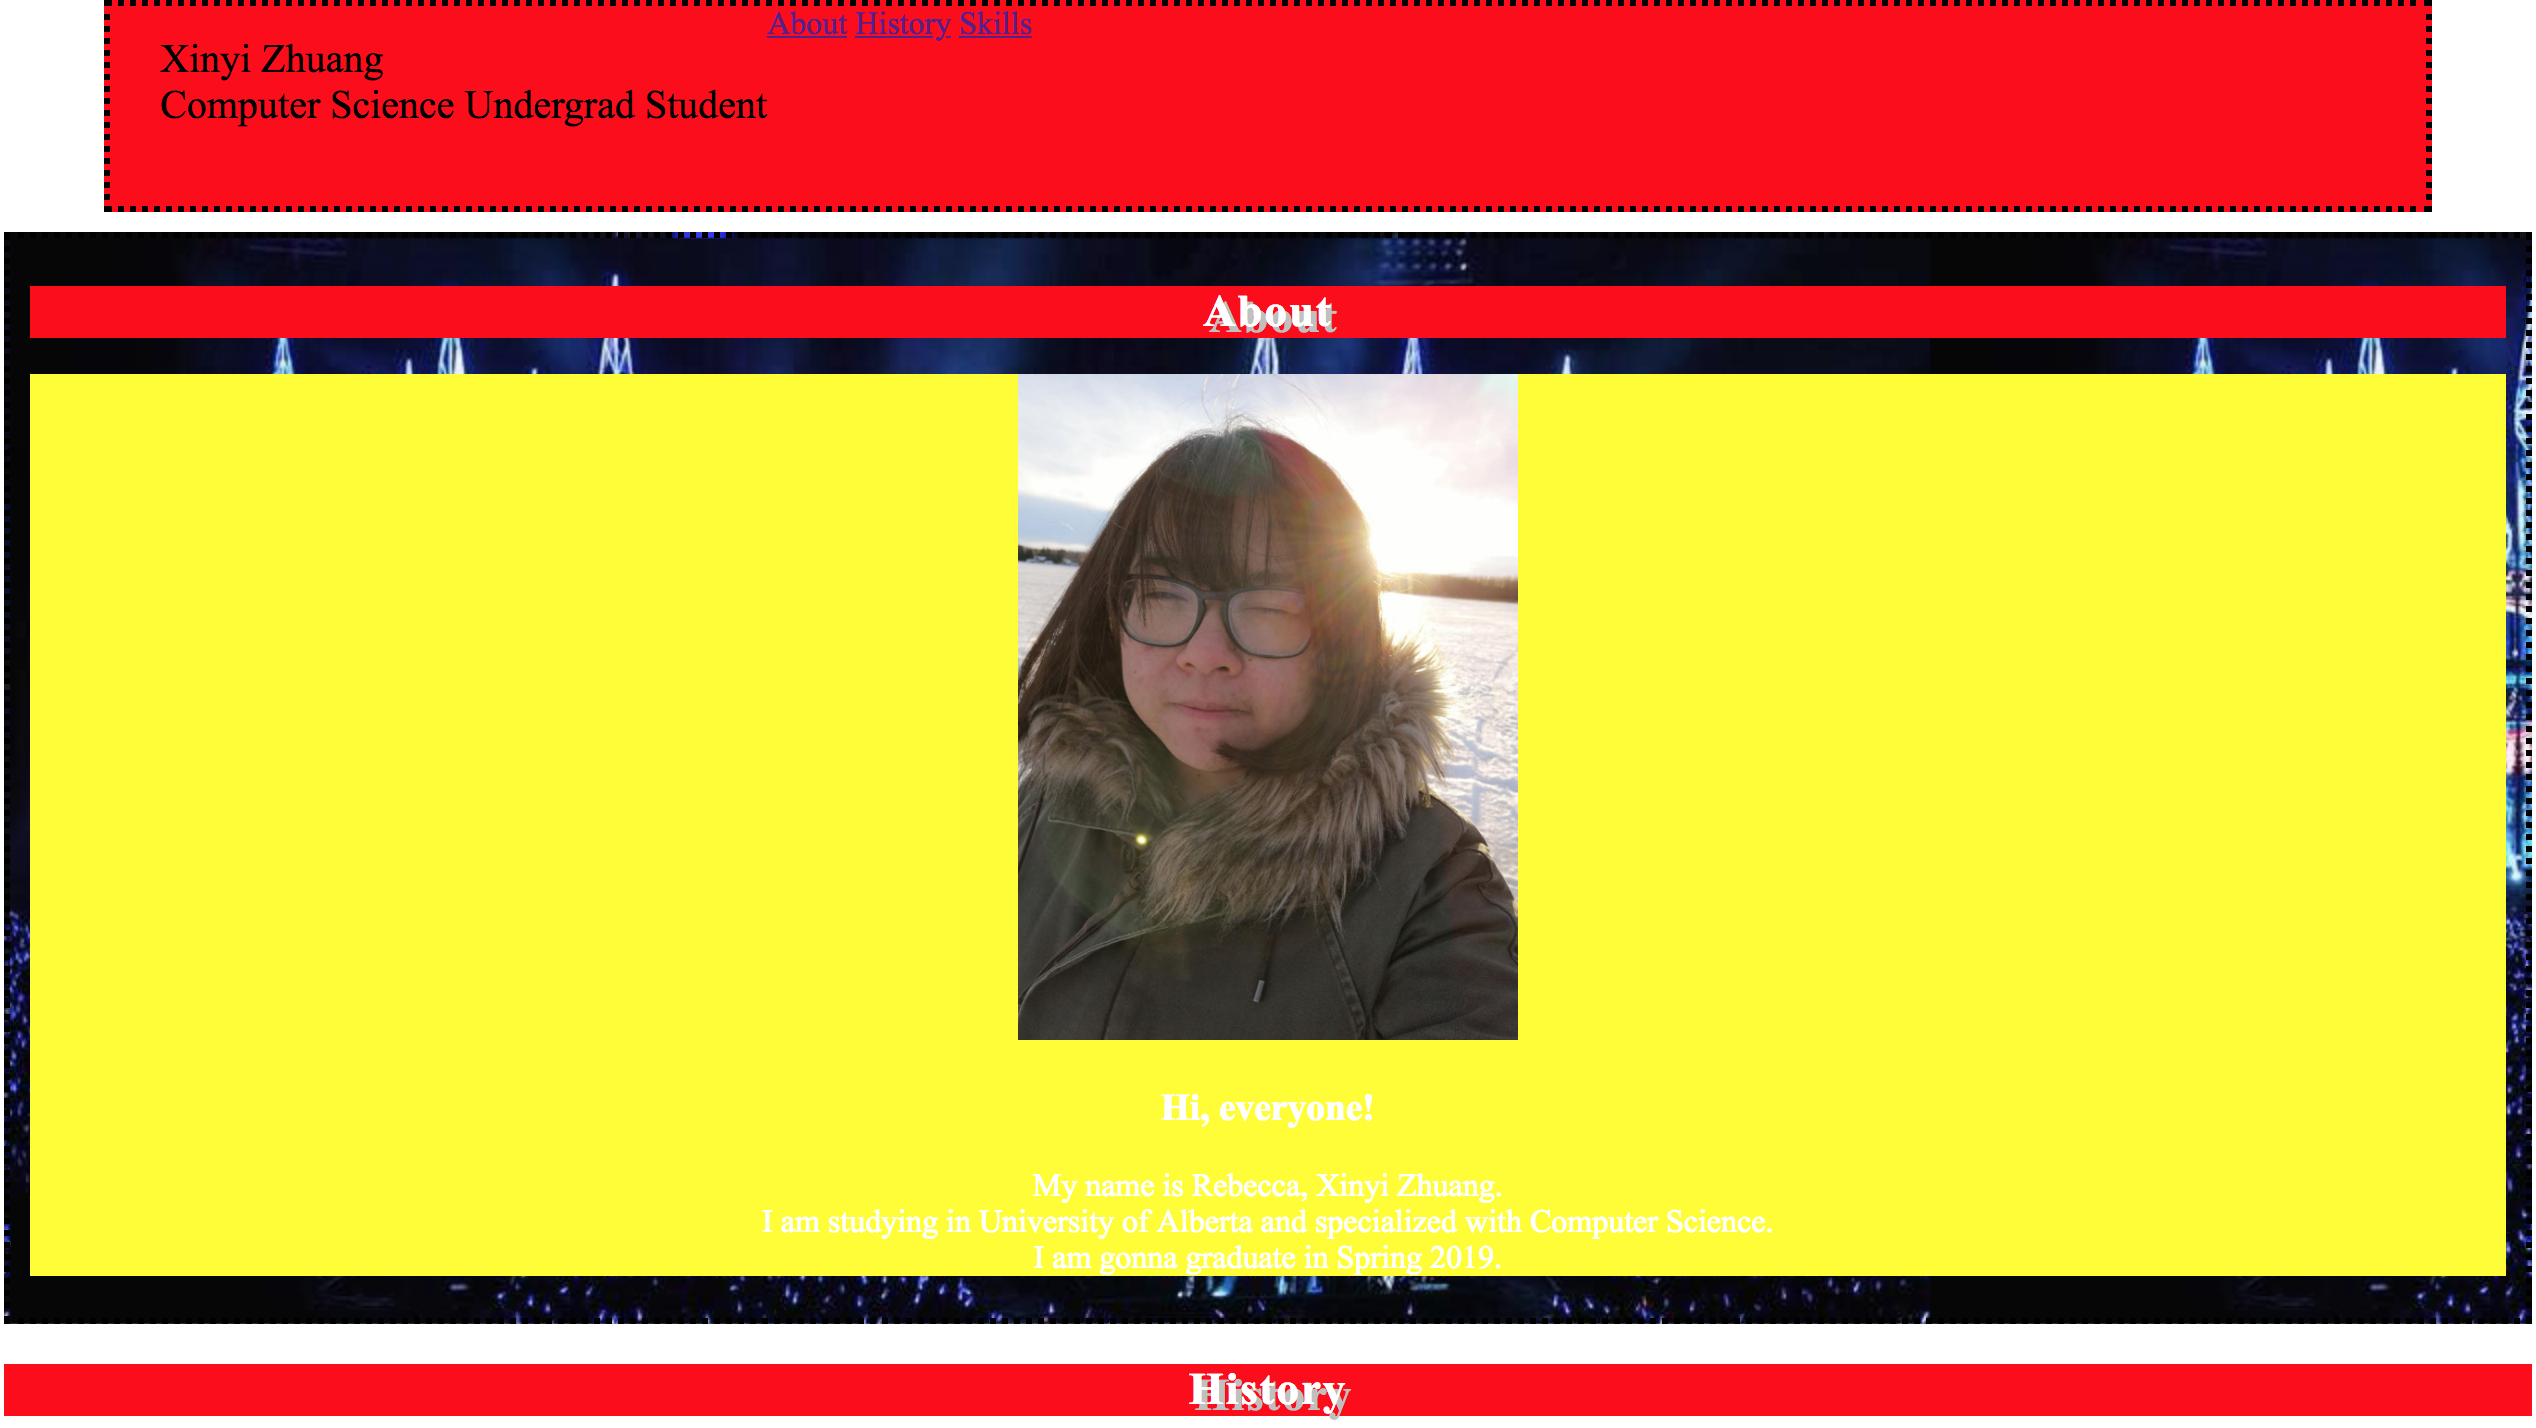 About History Skills
Xinyi Zhuang
Computer Science Undergrad Student
About
Hi, everyone!
My name is Rebecca, Xinyi Zhuang.
I am studying in University of Alberta and specialized with Computer Science.
I am gonna graduate in Spring 2019.
History